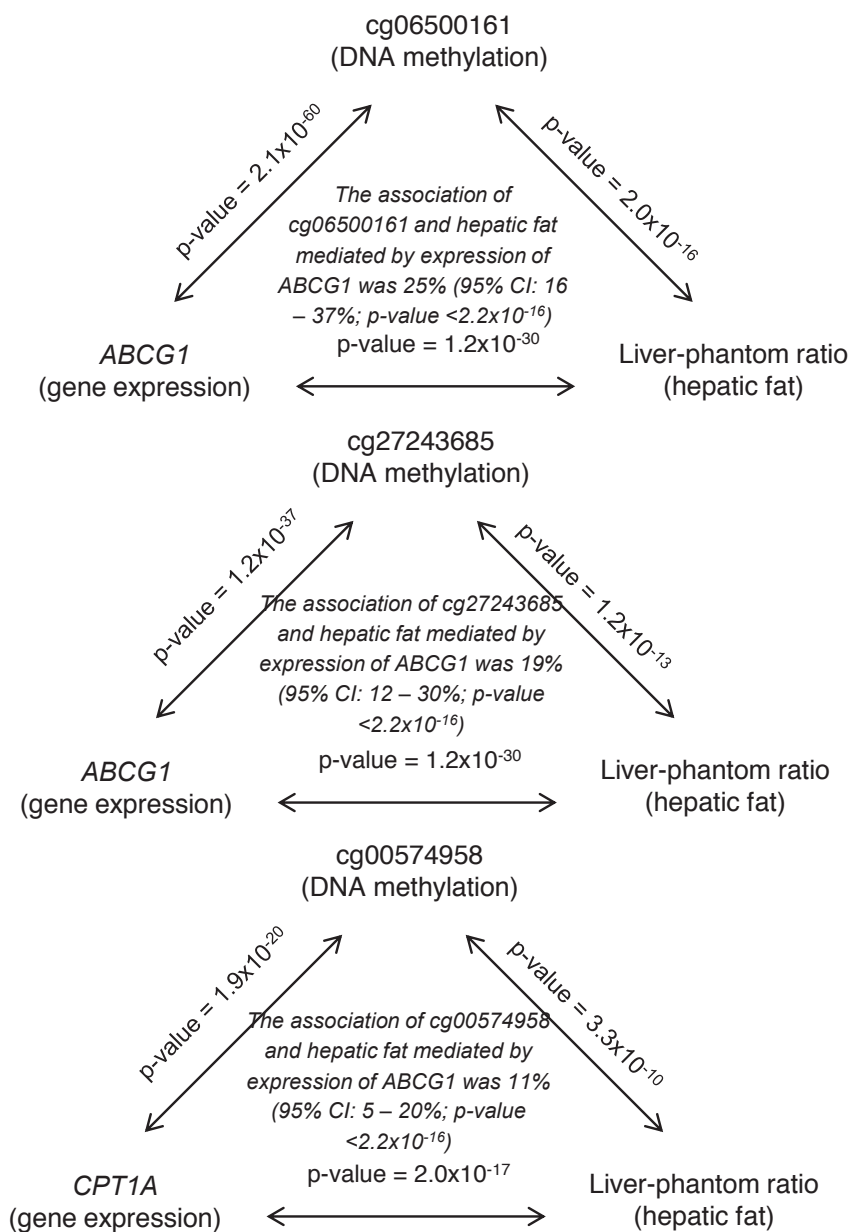 cg06500161
(DNA methylation)
p-value = 2.1x10-60
p-value = 2.0x10-16
The association of
cg06500161 and hepatic fat
mediated by expression of
ABCG1 was 25% (95% CI: 16
– 37%; p-value <2.2x10-16)
p-value = 1.2x10-30
ABCG1
(gene expression)
Liver-phantom ratio
(hepatic fat)
cg27243685
(DNA methylation)
p-value = 1.2x10-37
p-value = 1.2x10-13
The association of cg27243685
and hepatic fat mediated by
expression of ABCG1 was 19%
(95% CI: 12 – 30%; p-value
<2.2x10-16)
p-value = 1.2x10-30
ABCG1
(gene expression)
Liver-phantom ratio
(hepatic fat)
cg00574958
(DNA methylation)
p-value = 1.9x10-20
p-value = 3.3x10-10
The association of cg00574958
and hepatic fat mediated by
expression of ABCG1 was 11%
(95% CI: 5 – 20%; p-value
<2.2x10-16)
p-value = 2.0x10-17
CPT1A
(gene expression)
Liver-phantom ratio
(hepatic fat)